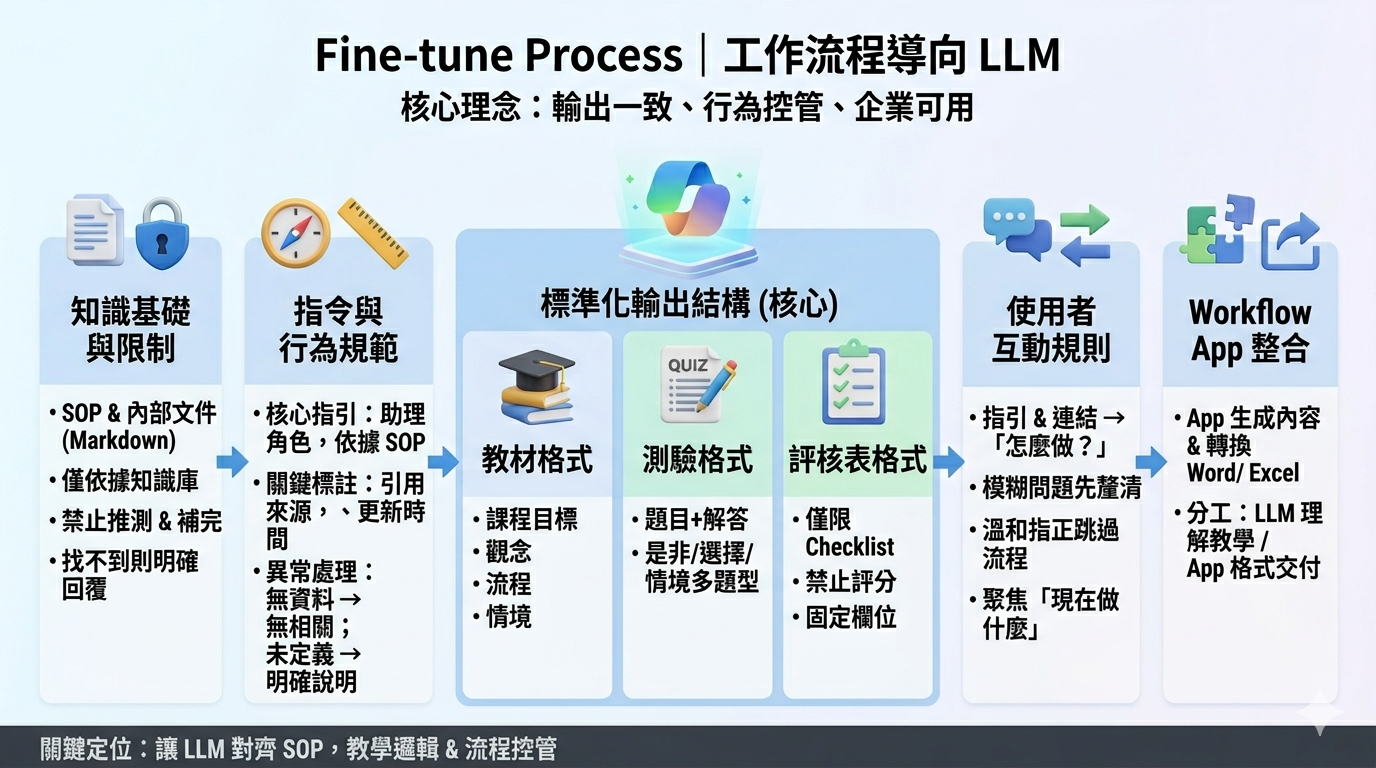 Fine-tune Process｜工作流程導向 LLM
核心理念：輸出一致、行為控管、企業可用
知識基礎
與限制
• SOP & 內部文件
(Markdown)
• 僅依據知識庫
• 禁止推測 & 補完
• 找不到則明確
回覆
指令與
行為規範
• 核心指引：助理
角色，依據 SOP
• 關鍵標註：引用
來源，、更新時
間
• 異常處理：
無資料 →
無相關；
未定義 →
明確說明
標準化輸出結構 (核心)
教材格式
• 課程目標
• 觀念
• 流程
• 情境
QUIZ
測驗格式
• 題目+解答
• 是非/選擇/
情境多題型
評核表格式
• 僅限
Checklist
• 禁止評分
• 固定欄位
使用者
互動規則
• 指引 & 連結 →
「怎麼做？」
• 模糊問題先釐清
• 溫和指正跳過
流程
• 聚焦「現在做
什麼」
Workflow
App 整合
• App 生成內容
& 轉換
Word/ Excel
• 分工：LLM 理
解教學 /
App 格式交付
關鍵定位：讓 LLM 對齊 SOP，教學邏輯 & 流程控管